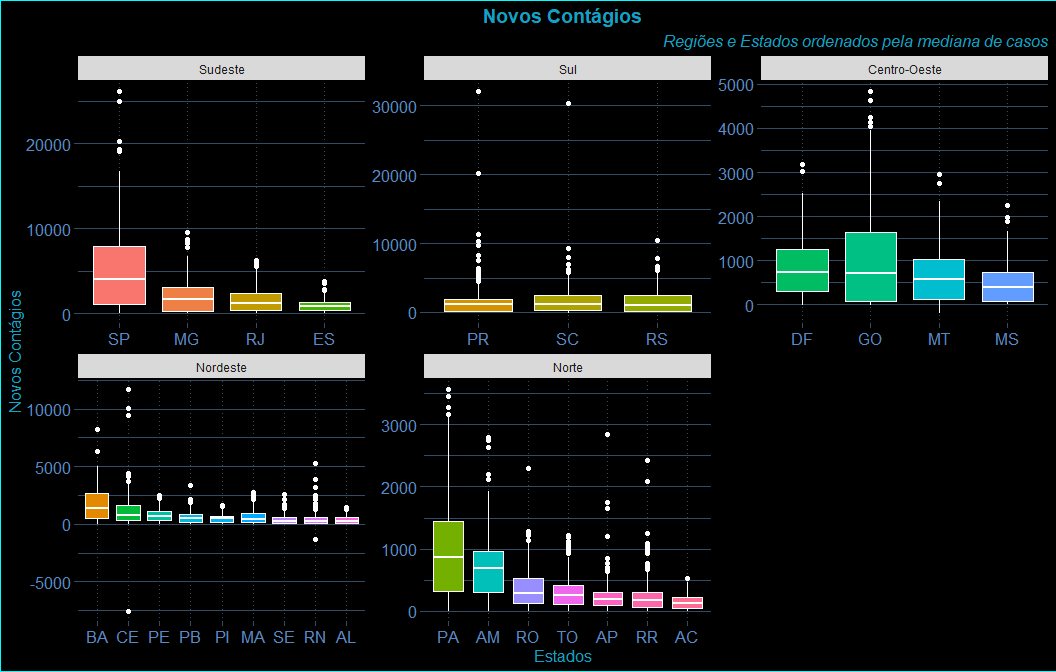 Novos Contágios
Regiões e Estados ordenados pela mediana de casos
Novos Contágios
Sudeste
20000
10000
0
SP MG RJ ES
Sul
30000
20000
10000
0
PR SC RS
Centro-Oeste
5000
4000
3000
2000
1000
0
DF GO MT MS
Nordeste
10000
5000
0
-5000
BA CE PE PB PI MA SE RN AL
Norte
3000
2000
1000
0
PA AM RO TO AP RR AC
Estados